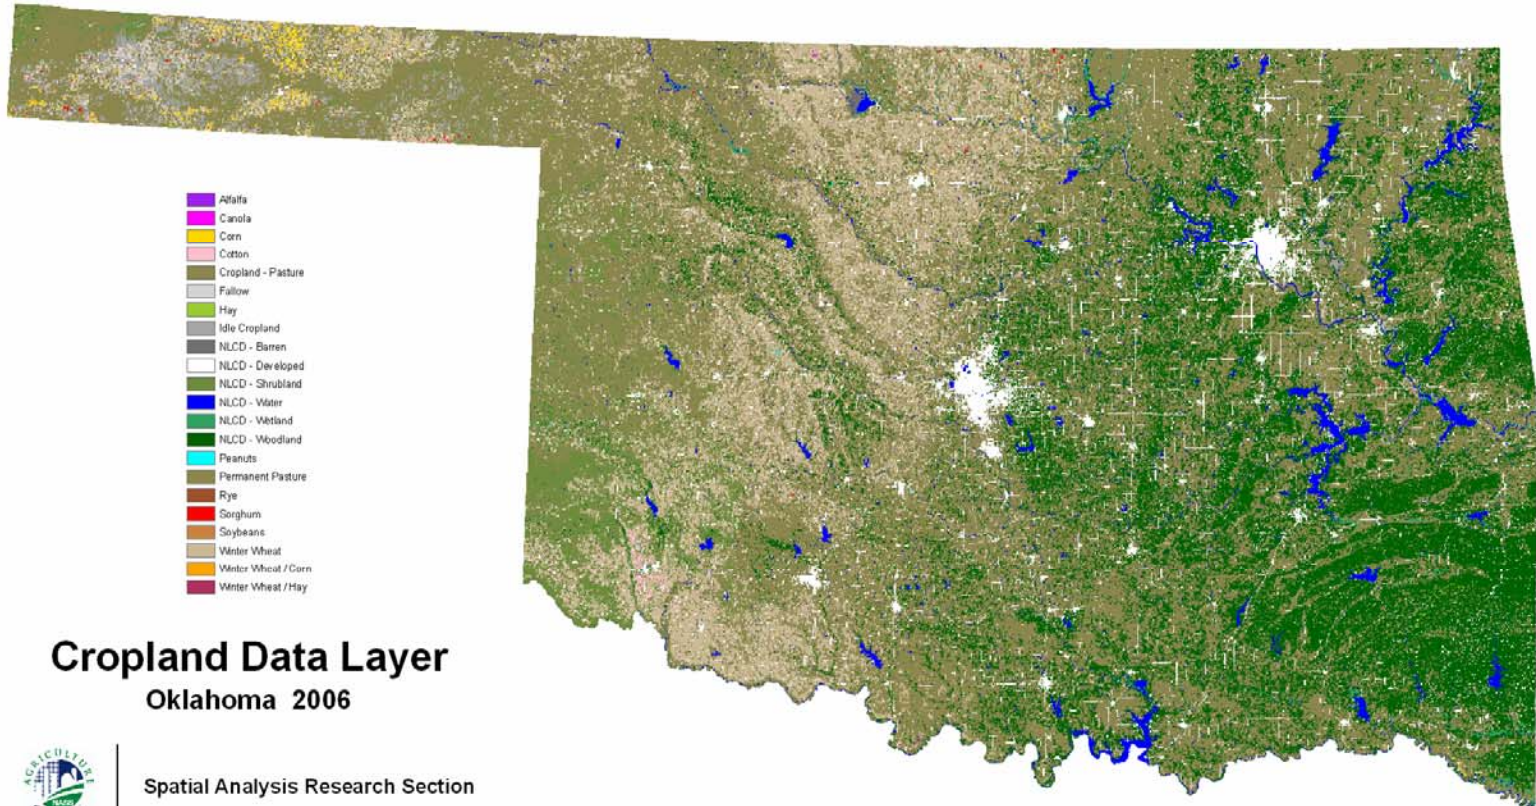 Alfalfa
Canola
Corn
Cotton
Cropland - Pasture
Fallow
Hay
Idle Cropland
NLCD - Barren
NLCD - Developed
NLCD - Shrubland
NLCD - Water
NLCD - Wetland
NLCD - Woodland
Peanuts
Permanent Pasture
Rye
Sorghum
Soybeans
Winter Wheat
Winter Wheat / Corn
Winter Wheat / Hay
Cropland Data Layer
Oklahoma 2006
AGRICULTURE
NASS
Spatial Analysis Research Section